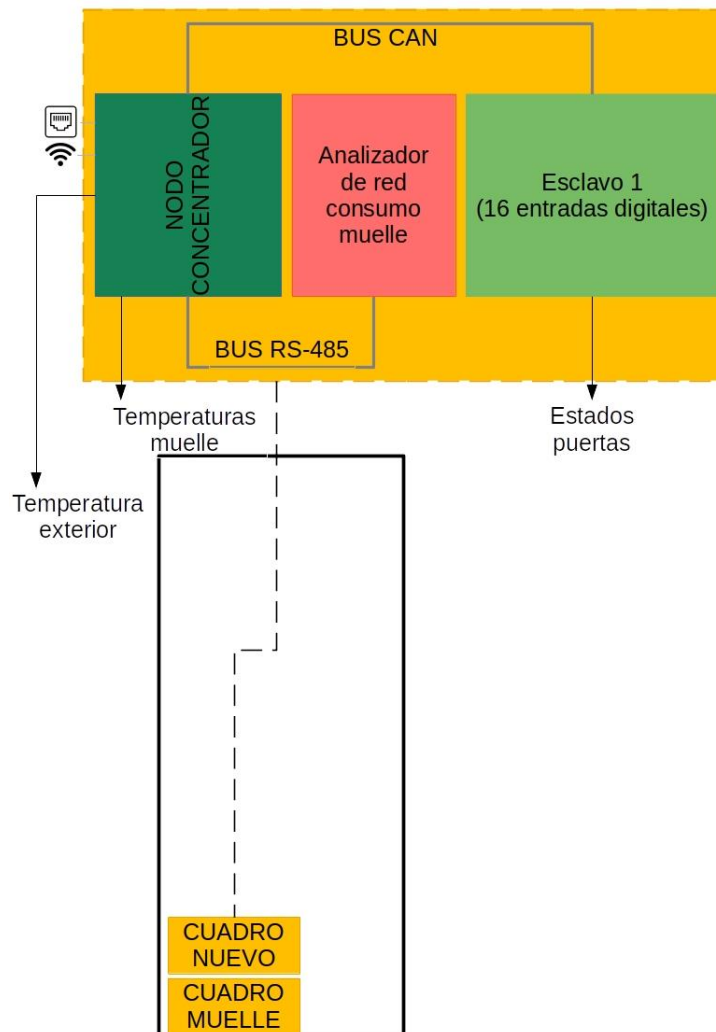 BUS CAN
NODO
CONCENTRADOR
Analizador
de red
consumo
muelle
Esclavo 1
(16 entradas digitales)
BUS RS-485
Temperaturas
muelle
Estados
puertas
Temperatura
exterior
CUADRO
NUEVO
CUADRO
MUELLE